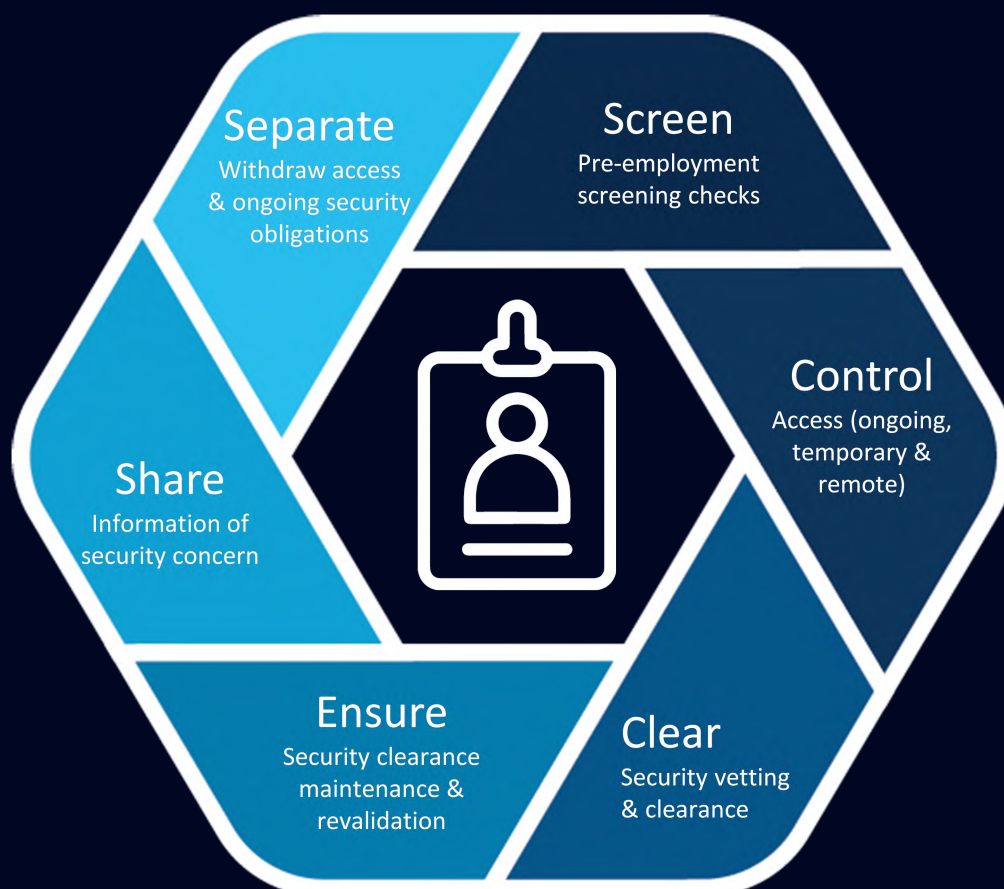 Screen
Pre-employment
screening checks
Control
Access (ongoing,
temporary &
remote)
Clear
Security vetting
& clearance
Ensure
Security clearance
maintenance &
revalidation
Share
Information of
security concern
Separate
Withdraw access
& ongoing security
obligations